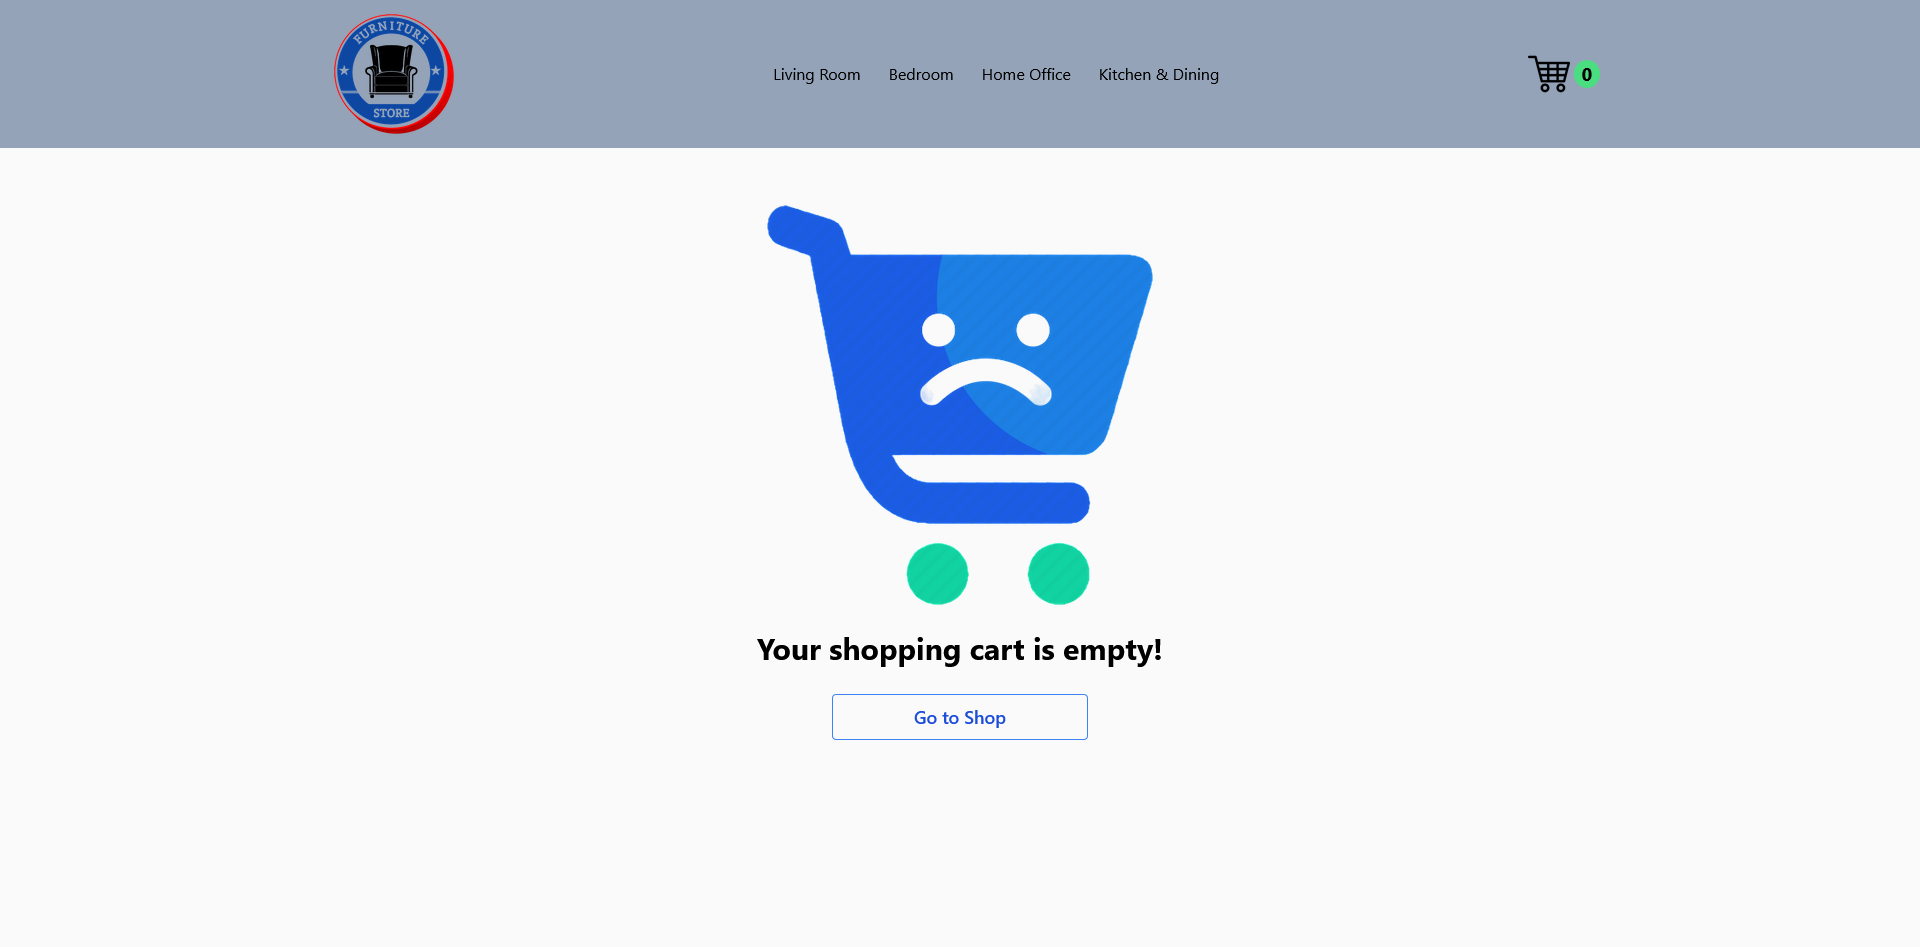 FURNITURE
STORE
Living Room Bedroom Home Office Kitchen & Dining
0
Your shopping cart is empty!
Go to Shop